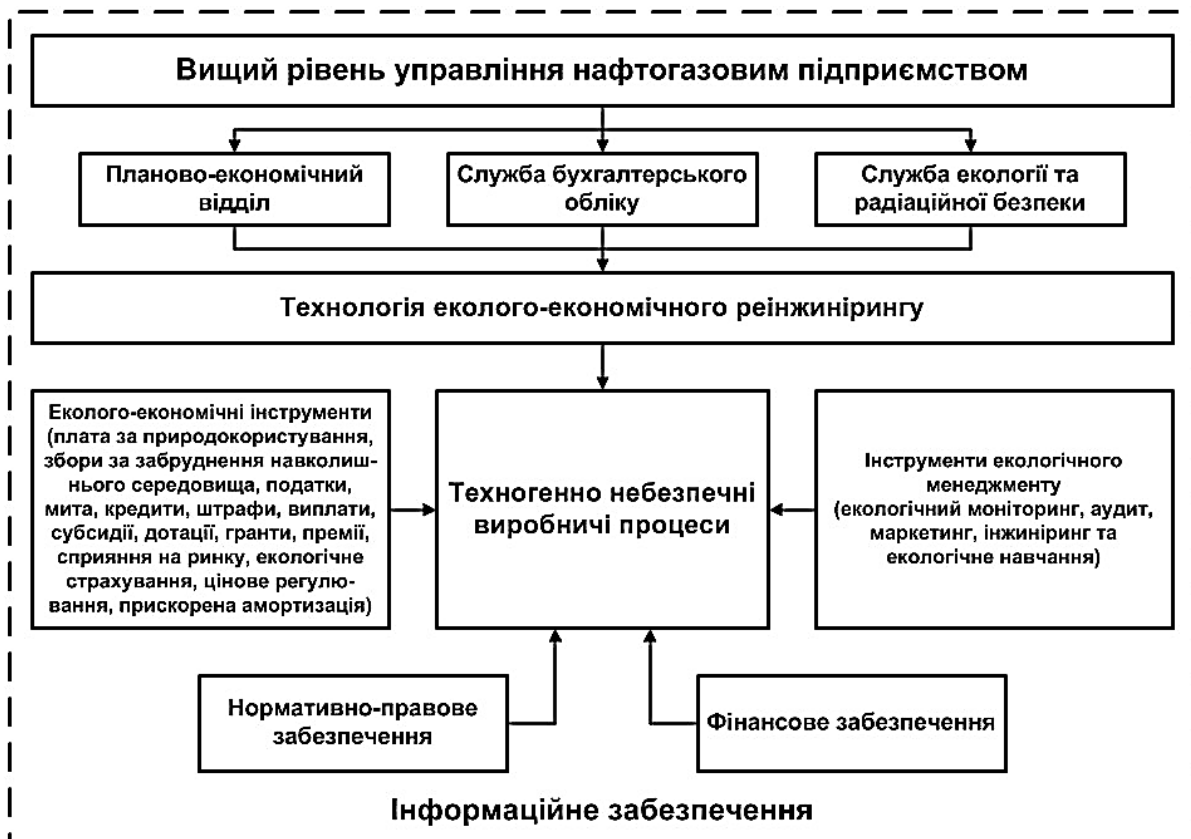 Вищий рівень управління нафтогазовим підприємством
Планово-економічний
відділ
Служба бухгалтерського
обліку
Служба екології та
радіаційної безпеки
Технологія еколого-економічного реінжинірингу
Еколого-економічні інструменти
(плата за природокористування,
збори за забруднення навколиш-
нього середовища, податки,
мита, кредити, штрафи, виплати,
субсидії, дотації, гранти, премії,
сприяння на ринку, екологічне
страхування, цінове регулю-
вання, прискорена амортизація)
Техногенно небезпечні
виробничі процеси
Інструменти екологічного
менеджменту
(екологічний моніторинг, аудит,
маркетинг, інжиніринг та
екологічне навчання)
Нормативно-правове
забезпечення
Фінансове забезпечення
Інформаційне забезпечення